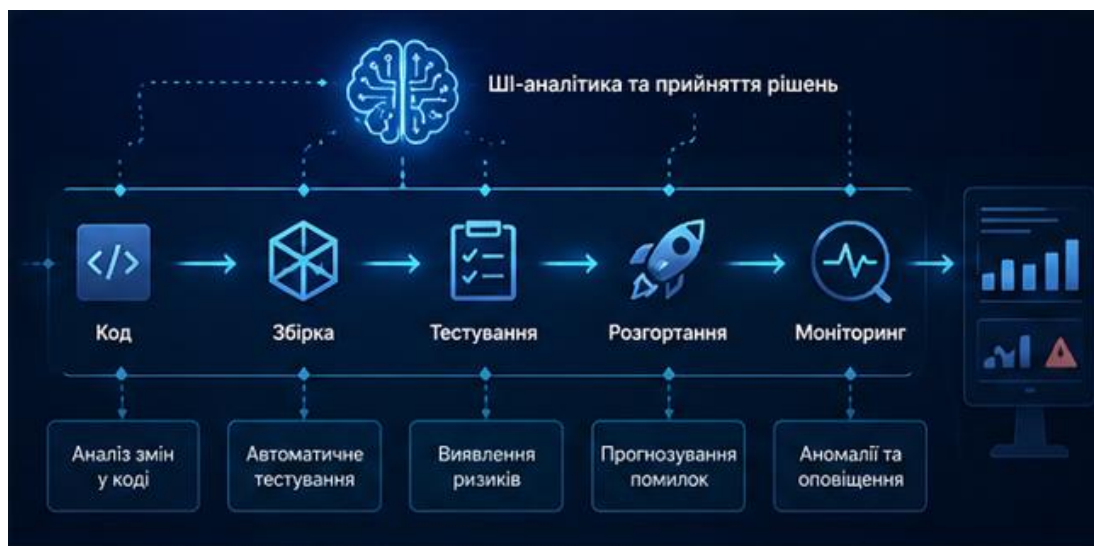 ШІ-аналітика та прийняття рішень
</>
Код
Збірка
Тестування
Розгортання
Моніторинг
Аналіз змін
у коді
Автоматичне
тестування
Виявлення
ризиків
Прогнозування
помилок
Аномалії та
оповіщення